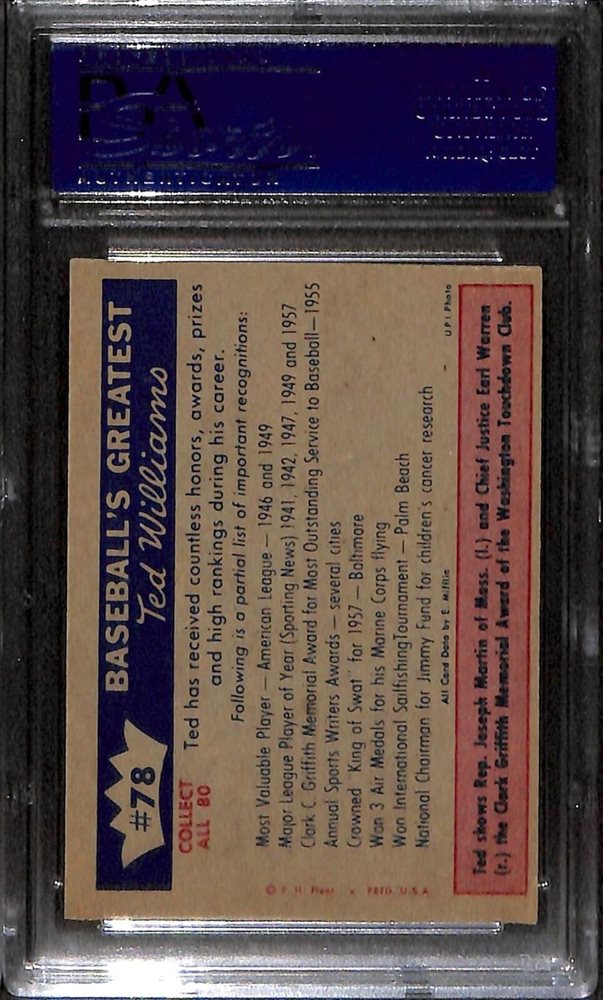 #78
BASEBALL'S GREATEST
Ted Williams
COLLECT
ALL 80
Ted has received countless honors, awards, prizes
and high rankings during his career.
Following is a partial list of important recognitions:
Most Valuable Player — American League — 1946 and 1949
Major League Player of Year (Sporting News) 1941, 1942, 1947, 1949 and 1957
Clark C. Griffith Memorial Award for Most Outstanding Service to Baseball—1955
Annual Sports Writers Awards — several cities
Crowned "King of Swat" for 1957 — Baltimore
Won 3 Air Medals for his Marine Corps flying
Won International Sailfishing Tournament — Palm Beach
National Chairman for Jimmy Fund for children's cancer research
All Card Data by E. Mifflin
UPI Photo
Ted shows Rep. Joseph Martin of Mass. (l.) and Chief Justice Earl Warren
(r.) the Clark Griffith Memorial Award of the Washington Touchdown Club.
© F. H. Fleer • PRTD. U.S.A.